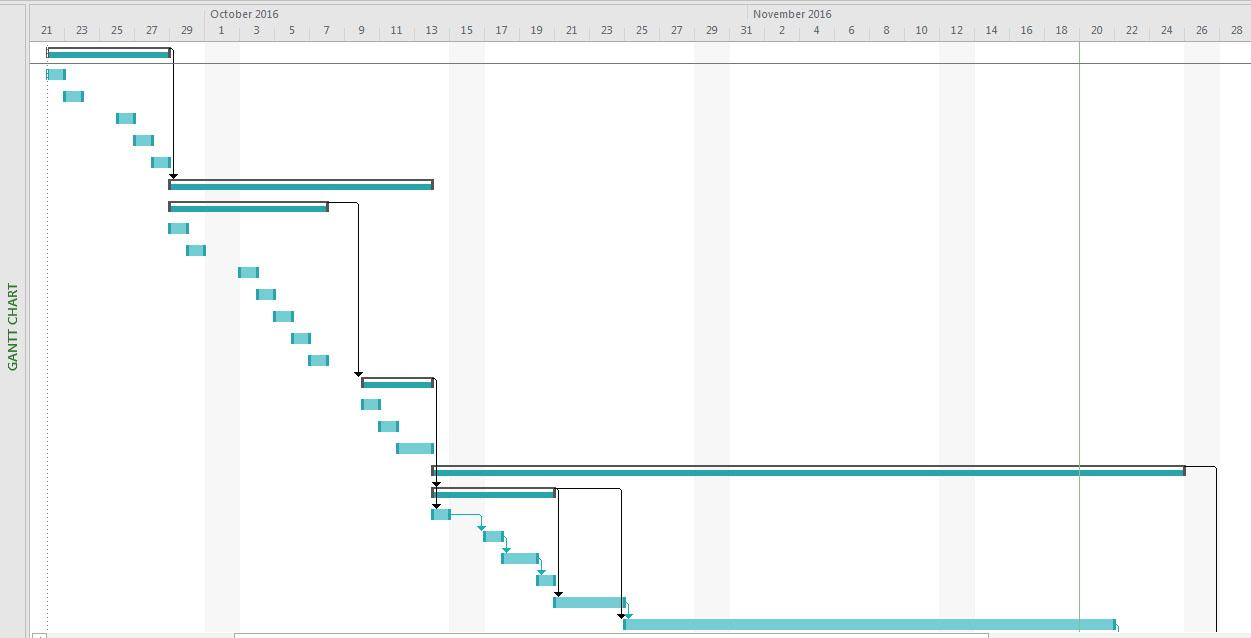 October 2016 November 2016
21 23 25 27 29 1 3 5 7 9 11 13 15 17 19 21 23 25 27 29 31 2 4 6 8 10 12 14 16 18 20 22 24 26 28
GANTT CHART